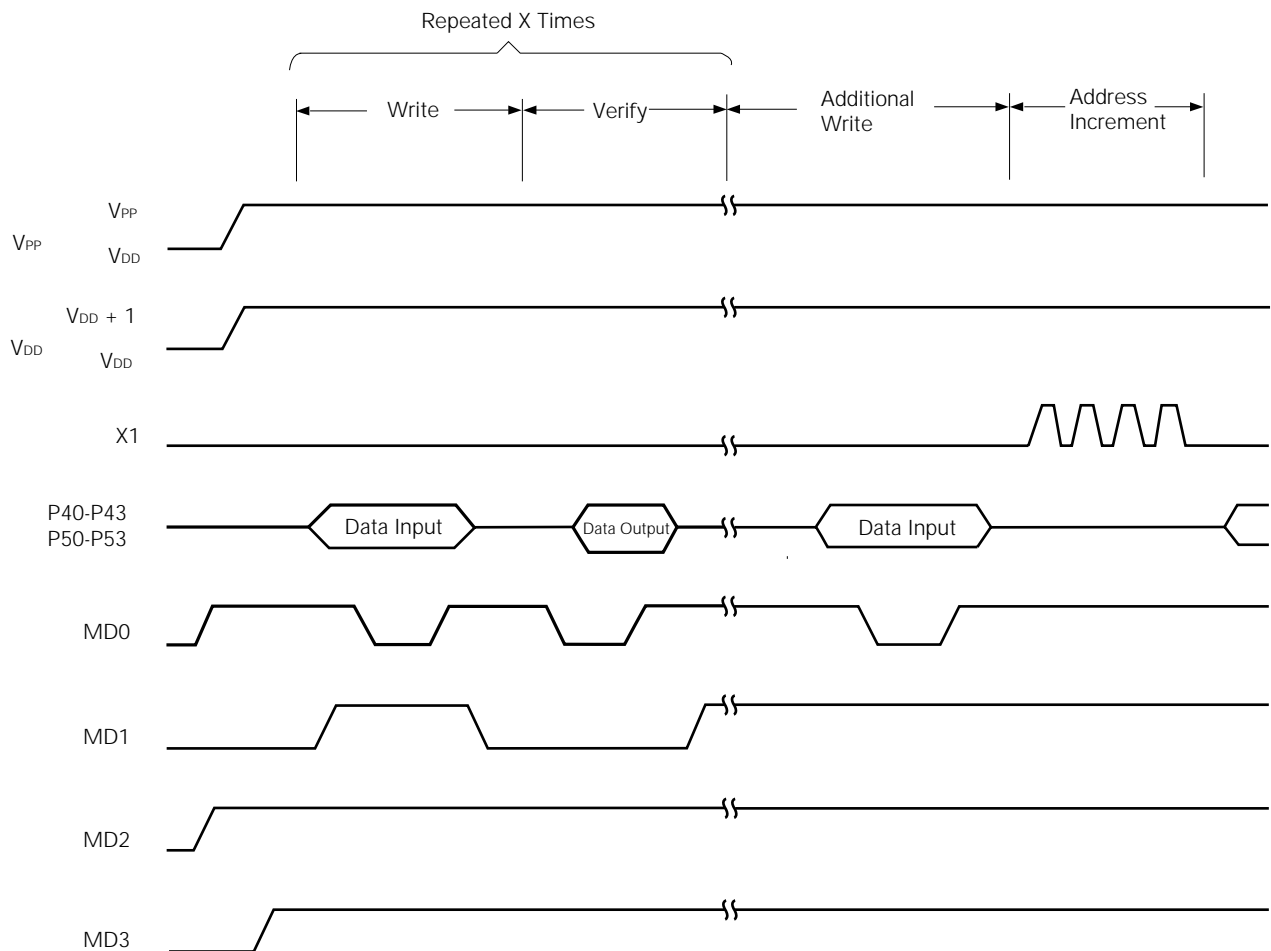 Repeated X Times
Write
Verify
Additional
Write
Address
Increment
VPP
VPP
VDD
VDD + 1
VDD
VDD
X1
P40-P43
P50-P53
Data Input
Data Output
Data Input
MD0
MD1
MD2
MD3